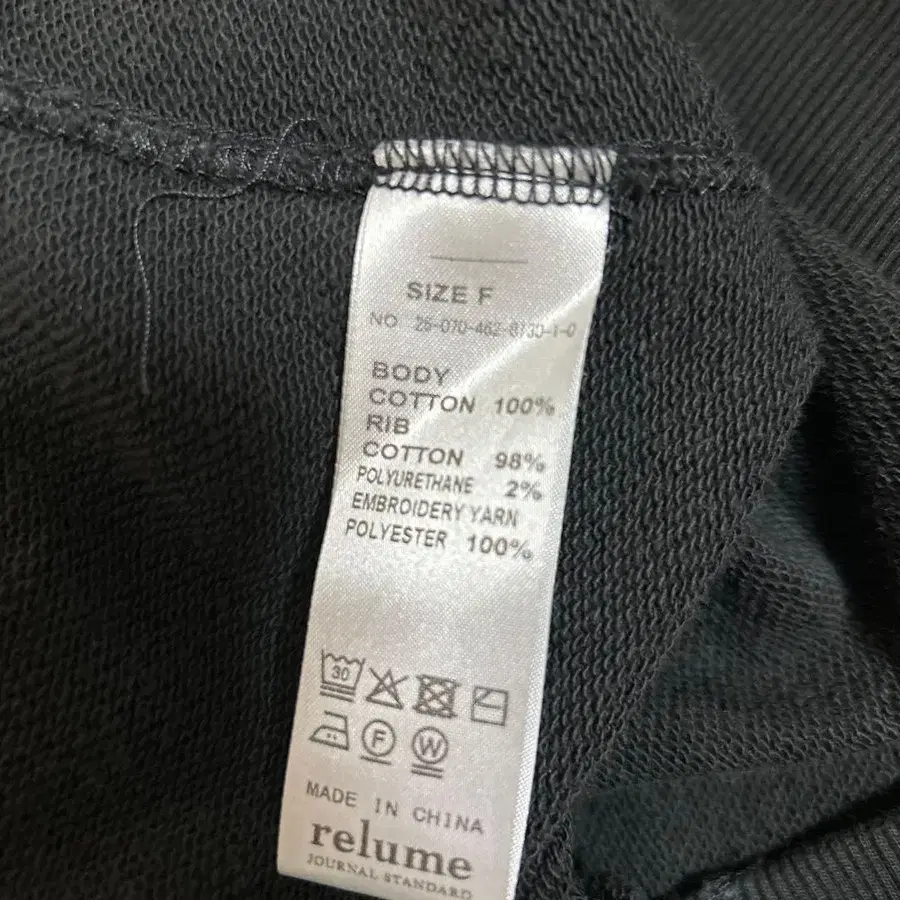 SIZE F
NO 25-070-462-8130-1-0
BODY
COTTON 100%
RIB
COTTON 98%
POLYURETHANE 2%
EMBROIDERY YARN
POLYESTER 100%
30
F W
MADE IN CHINA
relume
JOURNAL STANDARD